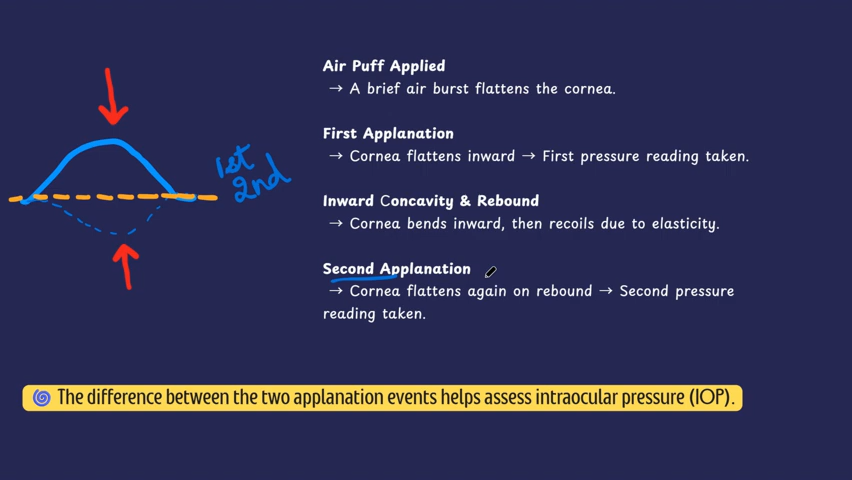 Air Puff Applied
→ A brief air burst flattens the cornea.
First Applanation
→ Cornea flattens inward → First pressure reading taken.
Inward Concavity & Rebound
→ Cornea bends inward, then recoils due to elasticity.
Second Applanation
→ Cornea flattens again on rebound → Second pressure
reading taken.
1st
2nd
🌀 The difference between the two applanation events helps assess intraocular pressure (IOP).